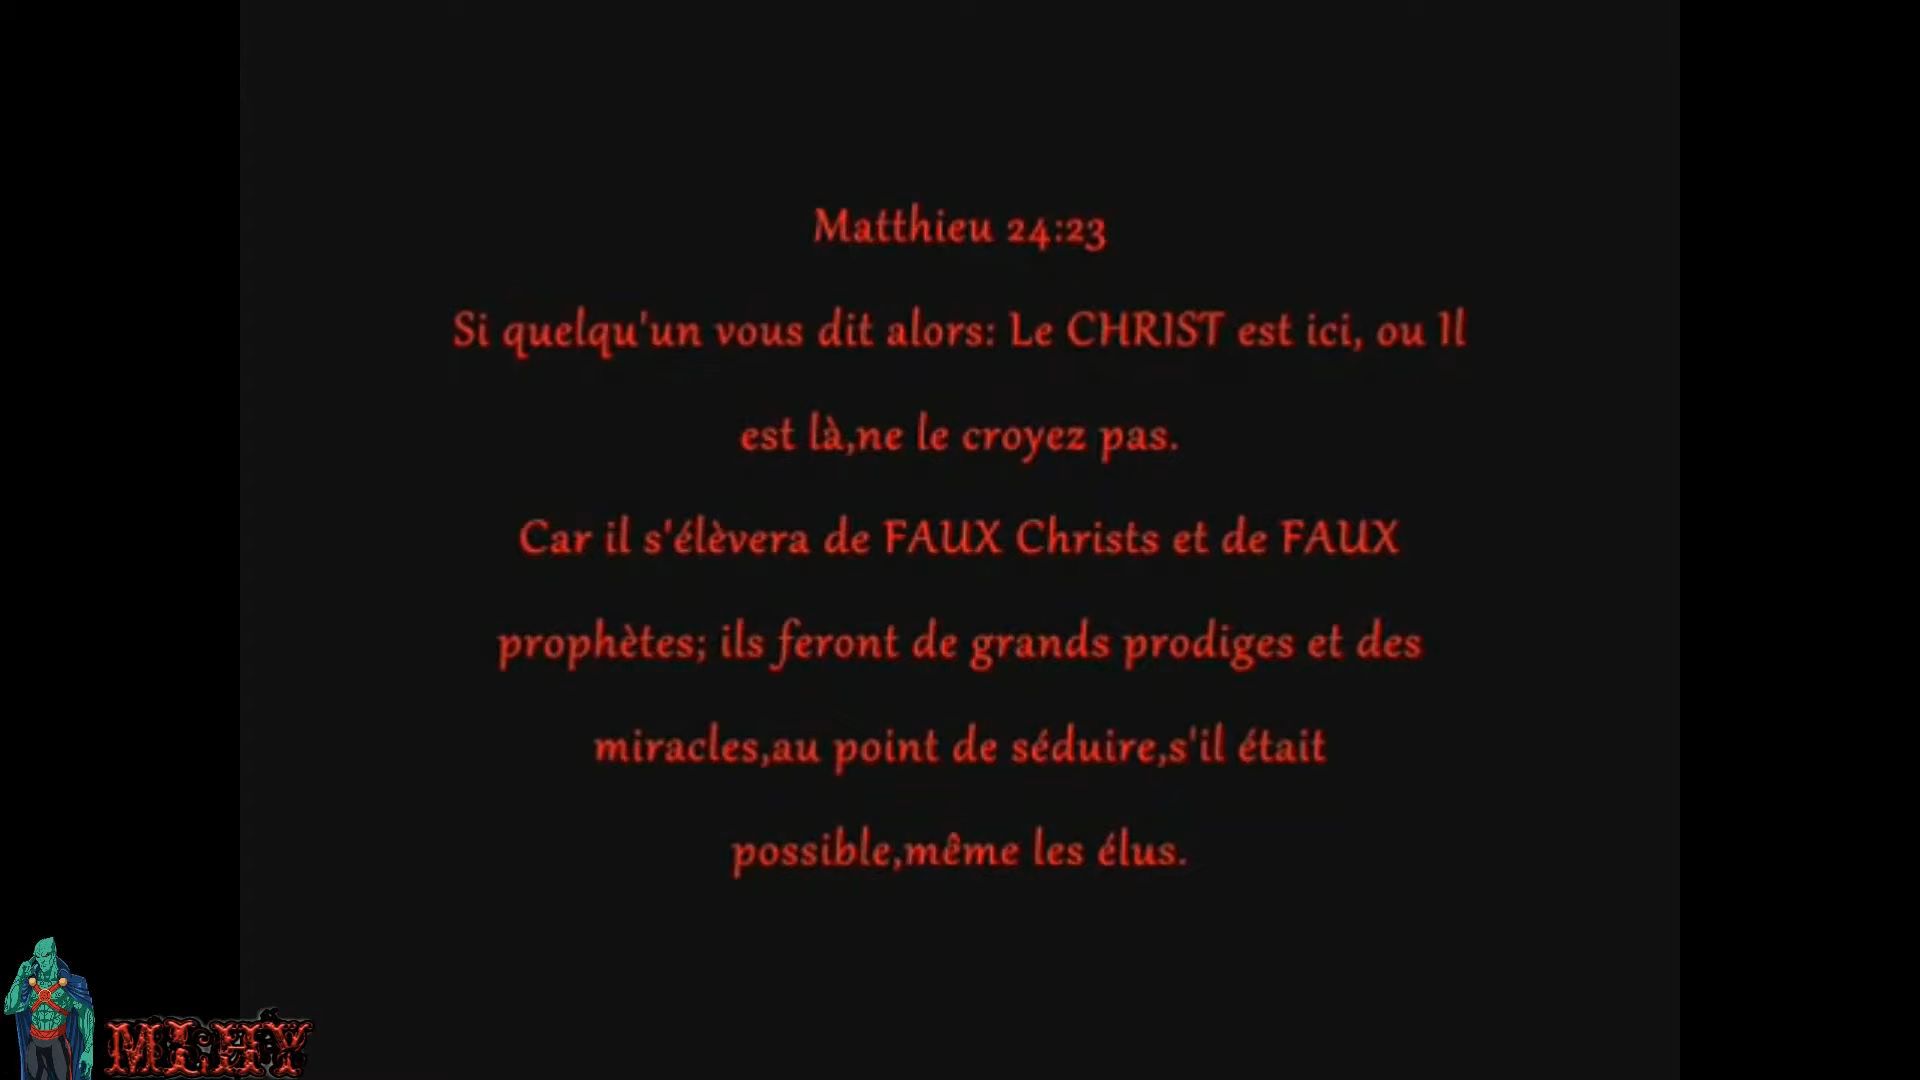 Matthieu 24:23
Si quelqu'un vous dit alors: Le CHRIST est ici, ou Il
est là,ne le croyez pas.
Car il s'élèvera de FAUX Christs et de FAUX
prophètes; ils feront de grands prodiges et des
miracles,au point de séduire,s'il était
possible,même les élus.